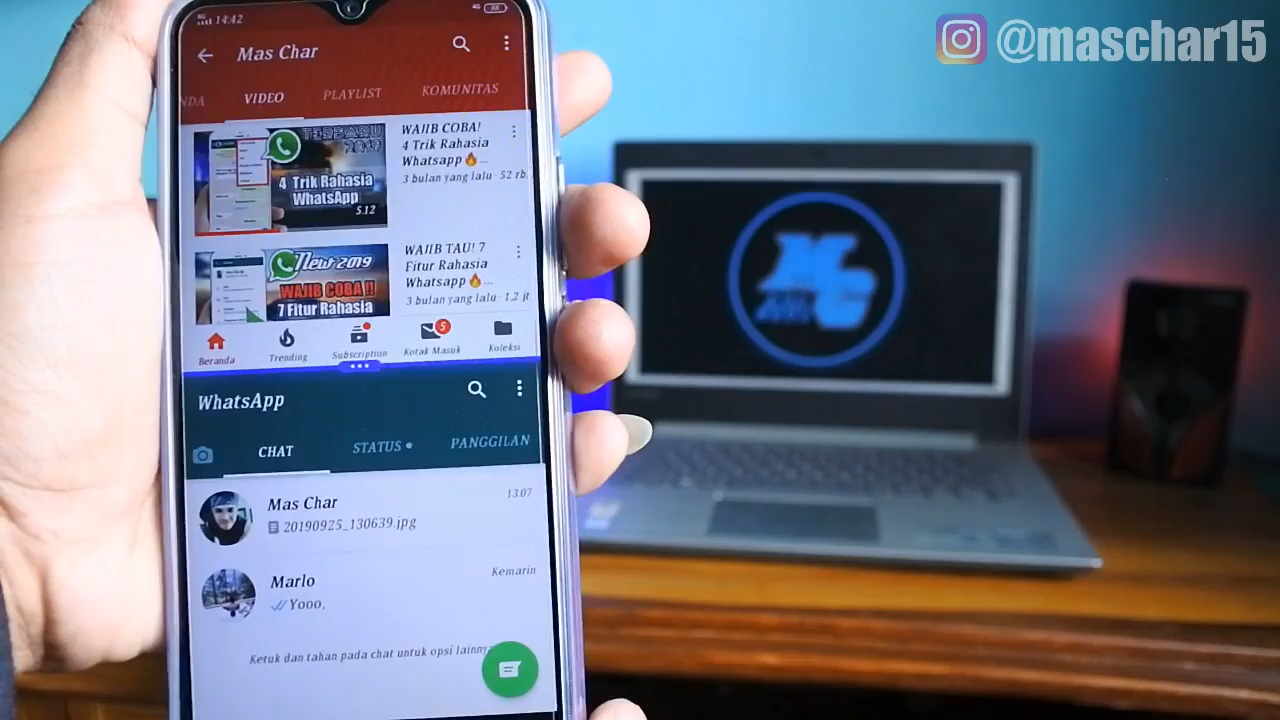 @maschar15
14:42
4G
88
Mas Char
VIDEO
PLAYLIST
KOMUNITAS
TERBARU
2019
4 Trik Rahasia
WhatsApp
5.12
WAJIB COBA!
4 Trik Rahasia
Whatsapp🔥...
3 bulan yang lalu · 52 rb
New 2019
WAJIB COBA !!
7 Fitur Rahasia
WAJIB TAU! 7
Fitur Rahasia
Whatsapp🔥...
3 bulan yang lalu · 1,2 jt
Beranda
Trending
Subscription
5
Kotak Masuk
Koleksi
WhatsApp
CHAT
STATUS
PANGGILAN
Mas Char
13.07
20190925_130639.jpg
Marlo
Kemarin
Yooo,
Ketuk dan tahan pada chat untuk opsi lainnya
MC